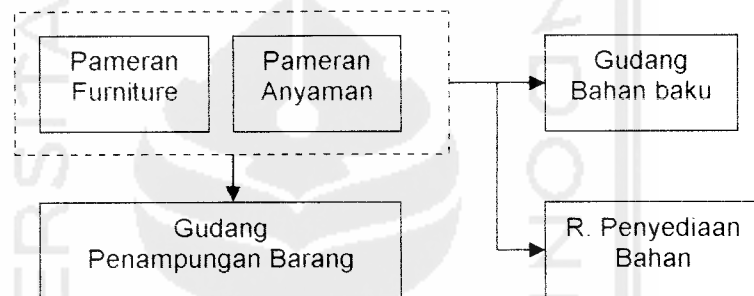 Pameran
Furniture
Pameran
Anyaman
Gudang
Bahan baku
Gudang
Penampungan Barang
R. Penyediaan
Bahan